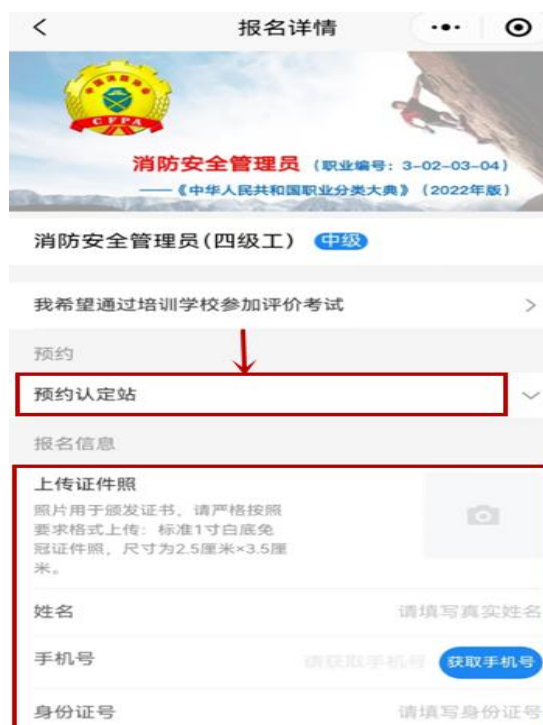 报名详情
CFPA
消防安全管理员（职业编号：3-02-03-04）
——《中华人民共和国职业分类大典》（2022年版）
消防安全管理员(四级工) 中级
我希望通过培训学校参加评价考试
预约
预约认定站
报名信息
上传证件照
照片用于颁发证书，请严格按照
要求格式上传：标准1寸白底免
冠证件照，尺寸为2.5厘米×3.5厘
米。
姓名 请填写真实姓名
手机号 请获取手机号 获取手机号
身份证号 请填写身份证号